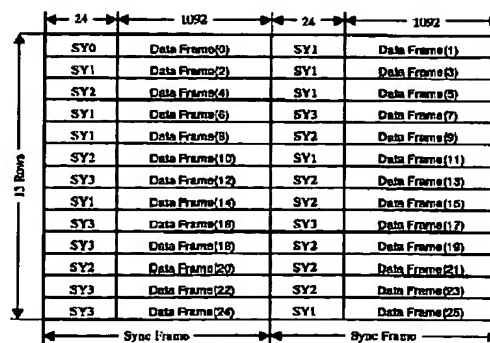 24 1092 24 1092
SY0 Data Frame(0) SY1 Data Frame(1)
SY1 Data Frame(2) SY1 Data Frame(3)
SY2 Data Frame(4) SY1 Data Frame(5)
SY1 Data Frame(6) SY3 Data Frame(7)
SY1 Data Frame(8) SY2 Data Frame(9)
SY2 Data Frame(10) SY1 Data Frame(11)
SY3 Data Frame(12) SY2 Data Frame(13)
SY1 Data Frame(14) SY2 Data Frame(15)
SY3 Data Frame(16) SY3 Data Frame(17)
SY3 Data Frame(18) SY2 Data Frame(19)
SY2 Data Frame(20) SY2 Data Frame(21)
SY3 Data Frame(22) SY2 Data Frame(23)
SY3 Data Frame(24) SY1 Data Frame(25)
13 Rows
Sync Frame Sync Frame